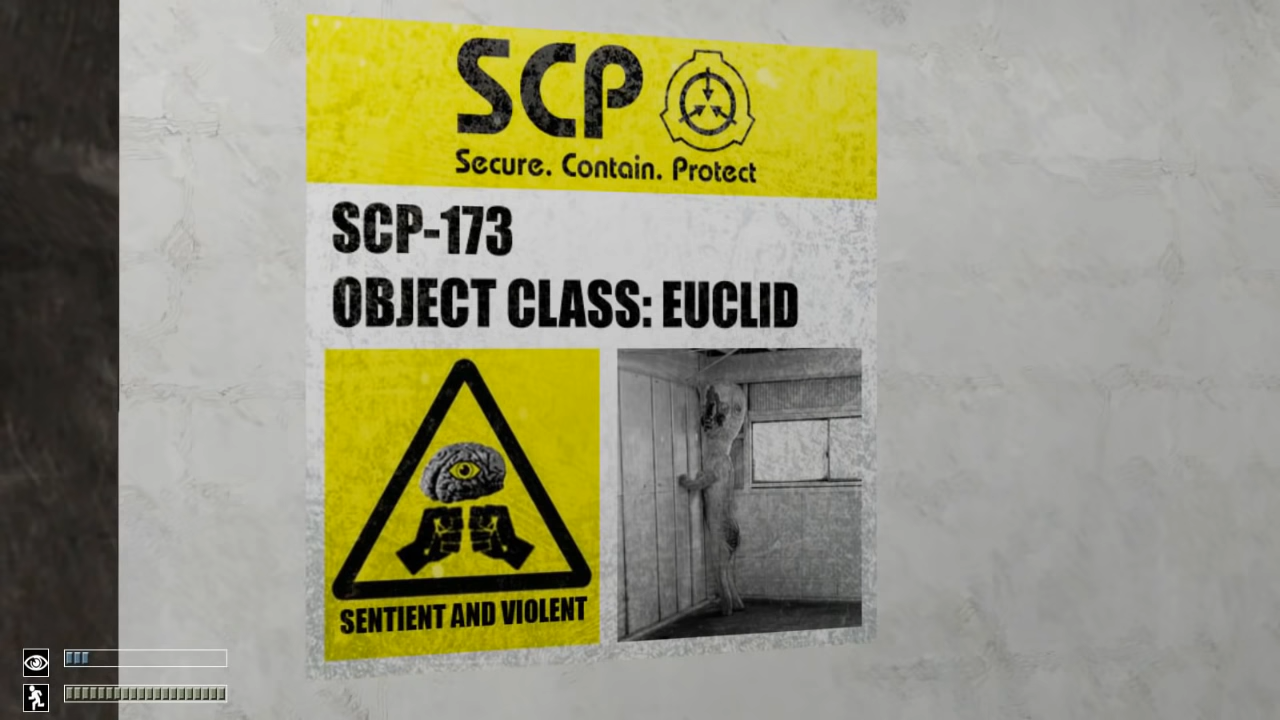 SCP
Secure. Contain. Protect
SCP-173
OBJECT CLASS: EUCLID
SENTIENT AND VIOLENT